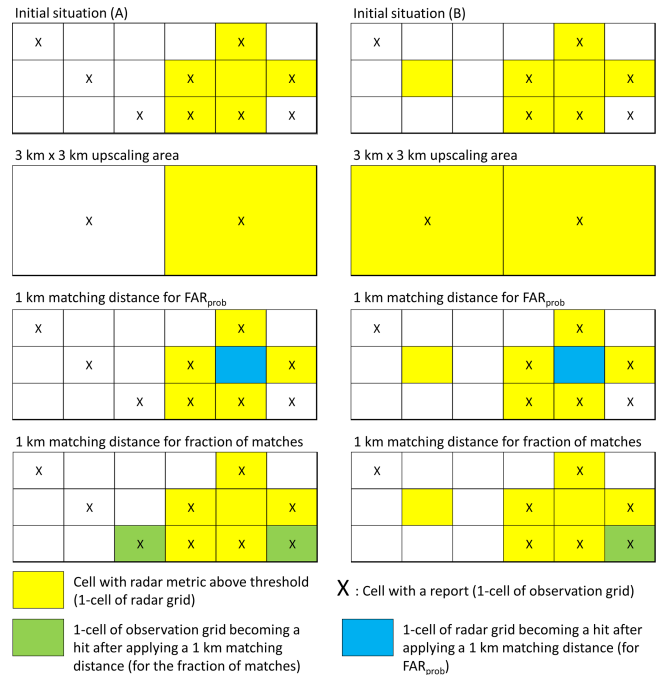 Initial situation (A)
X X
X X X
X X X X
Initial situation (B)
X X
X X
X X X
3 km x 3 km upscaling area
X X
3 km x 3 km upscaling area
X X
1 km matching distance for FARprob
X X
X X X
X X X X
1 km matching distance for FARprob
X X
X X
X X X
1 km matching distance for fraction of matches
X X
X X X
X X X X
1 km matching distance for fraction of matches
X X
X X
X X X
Cell with radar metric above threshold
(1-cell of radar grid)
X : Cell with a report (1-cell of observation grid)
1-cell of observation grid becoming a
hit after applying a 1 km matching
distance (for the fraction of matches)
1-cell of radar grid becoming a hit after
applying a 1 km matching distance (for
FARprob)